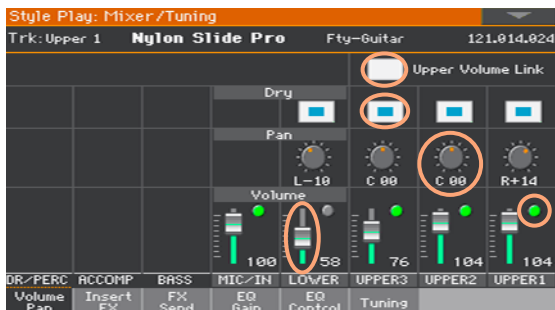 Style Play: Mixer/Tuning
Trk:Upper 1 Nylon Slide Pro Fty-Guitar 121.014.024
Upper Volume Link
Dry
Pan
L-10 C 00 C 00 R+14
Volume
100 58 76 104 104
DR/PERC ACCOMP BASS MIC/IN LOWER UPPER3 UPPER2 UPPER1
Volume Insert FX EQ EQ Tuning
Pan FX Send Gain Control